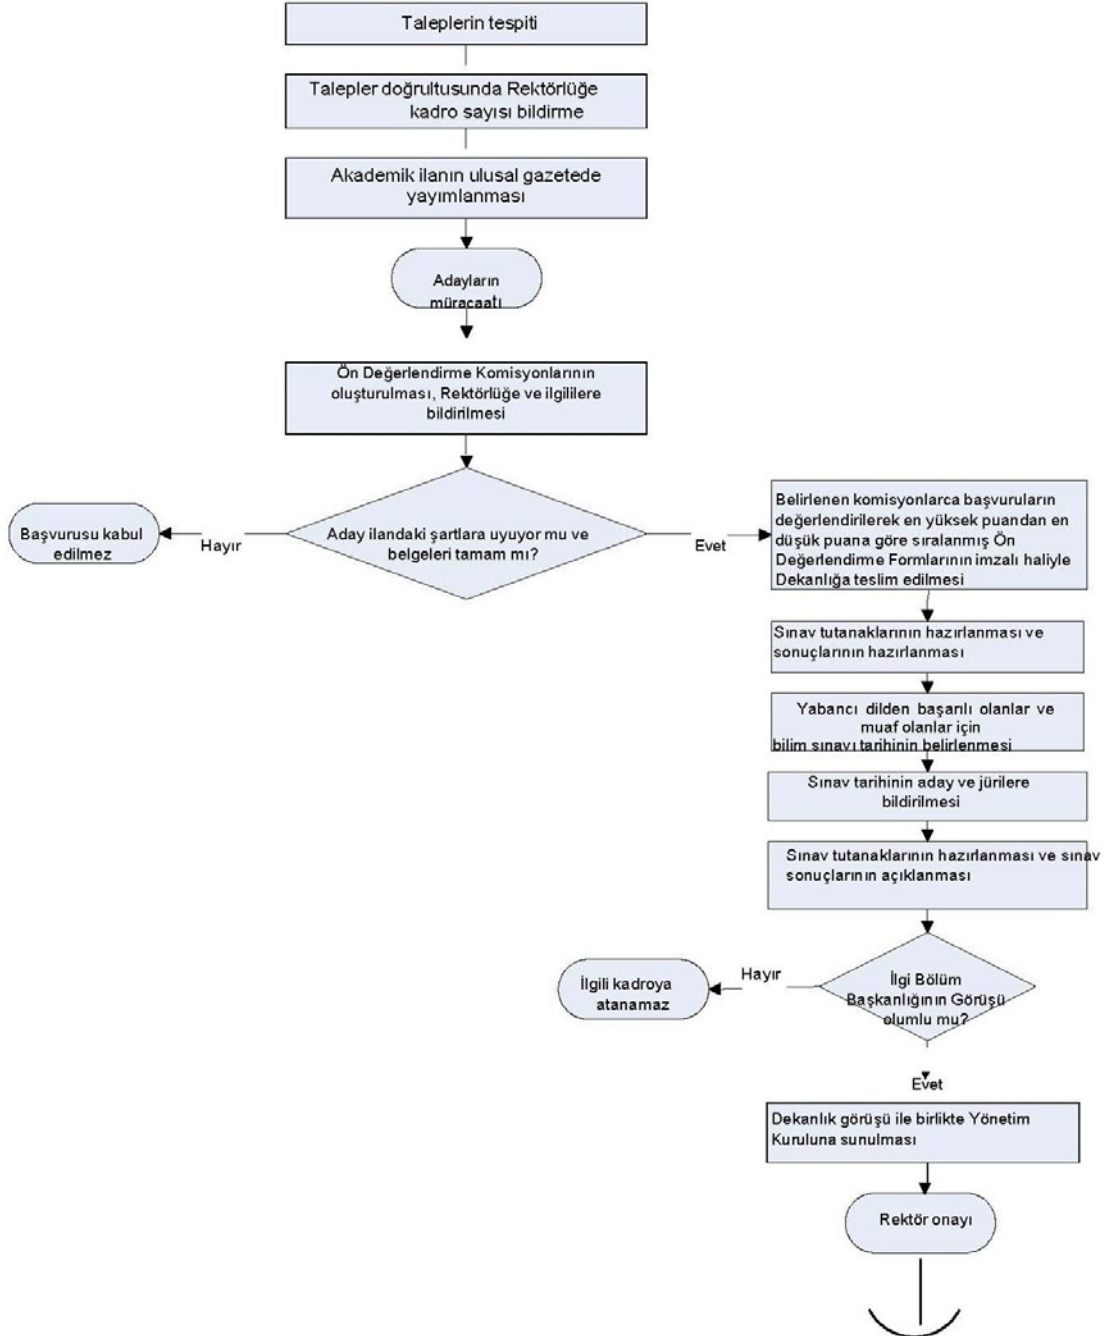 Taleplerin tespiti
Talepler doğrultusunda Rektörlüğe
kadro sayısı bildirme
Akademik ilanın ulusal gazetede
yayımlanması
Adayların
müracaatı
Ön Değerlendirme Komisyonlarının
oluşturulması, Rektörlüğe ve ilgililere
bildirilmesi
Aday ilandaki şartlara uyuyor mu ve
belgeleri tamam mı?
Hayır
Başvurusu kabul
edilmez
Evet
Belirlenen komisyonlarca başvuruların
değerlendirilerek en yüksek puandan en
düşük puana göre sıralanmış Ön
Değerlendirme Formlarının imzalı haliyle
Dekanlığa teslim edilmesi
Sınav tutanaklarının hazırlanması ve
sonuçlarının hazırlanması
Yabancı dilden başarılı olanlar ve
muaf olanlar için
bilim sınavı tarihinin belirlenmesi
Sınav tarihinin aday ve jürilere
bildirilmesi
Sınav tutanaklarının hazırlanması ve sınav
sonuçlarının açıklanması
İlgi Bölüm
Başkanlığının Görüşü
olumlu mu?
Hayır
İlgili kadroya
atanamaz
Evet
Dekanlık görüşü ile birlikte Yönetim
Kuruluna sunulması
Rektör onayı